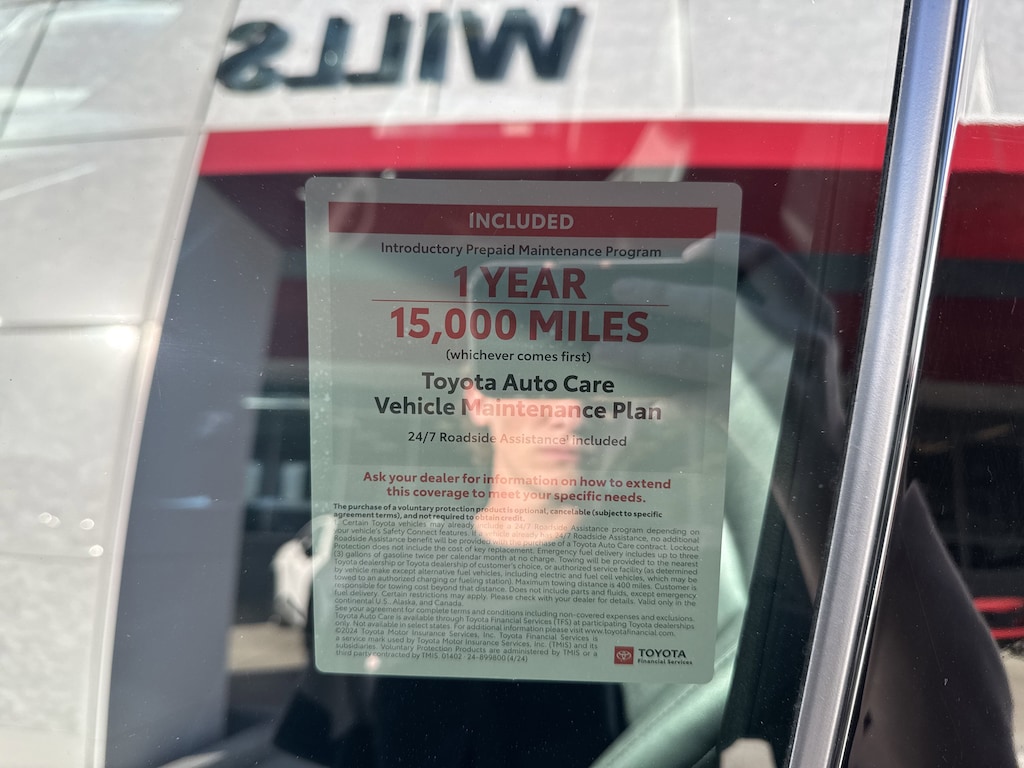 WILLS
INCLUDED
Introductory Prepaid Maintenance Program
1 YEAR
15,000 MILES
(whichever comes first)
Toyota Auto Care
Vehicle Maintenance Plan
24/7 Roadside Assistance¹ included
Ask your dealer for information on how to extend
this coverage to meet your specific needs.
The purchase of a voluntary protection product is optional, cancelable (subject to specific
agreement terms), and not required to obtain credit.
Certain Toyota vehicles may already include a 24/7 Roadside Assistance program depending on
your vehicle's Safety Connect features. If vehicle already has 24/7 Roadside Assistance, no additional
Roadside Assistance benefit will be provided with the purchase of a Toyota Auto Care contract. Lockout
Protection does not include the cost of key replacement. Emergency fuel delivery includes up to three
(3) gallons of gasoline twice per calendar month at no charge. Towing will be provided to the nearest
Toyota dealership or Toyota dealership of customer's choice, or authorized service facility (as determined
by vehicle make except alternative fuel vehicles, including electric and fuel cell vehicles, which may be
towed to an authorized charging or fueling station). Maximum towing distance is 400 miles. Customer is
responsible for towing cost beyond that distance. Does not include parts and fluids, except emergency
fuel delivery. Certain restrictions may apply. Please check with your dealer for details. Valid only in the
continental U.S., Alaska, and Canada.
See your agreement for complete terms and conditions including non-covered expenses and exclusions.
Toyota Auto Care is available through Toyota Financial Services (TFS) at participating Toyota dealerships
only. Not available in select states. For additional information please visit www.toyotafinancial.com.
©2024 Toyota Motor Insurance Services, Inc. Toyota Financial Services is
a service mark used by Toyota Motor Insurance Services, Inc. (TMIS) and its
subsidiaries. Voluntary Protection Products are administered by TMIS or a
third party contracted by TMIS. 01402 24-899800 (4/24)
TOYOTA
Financial Services